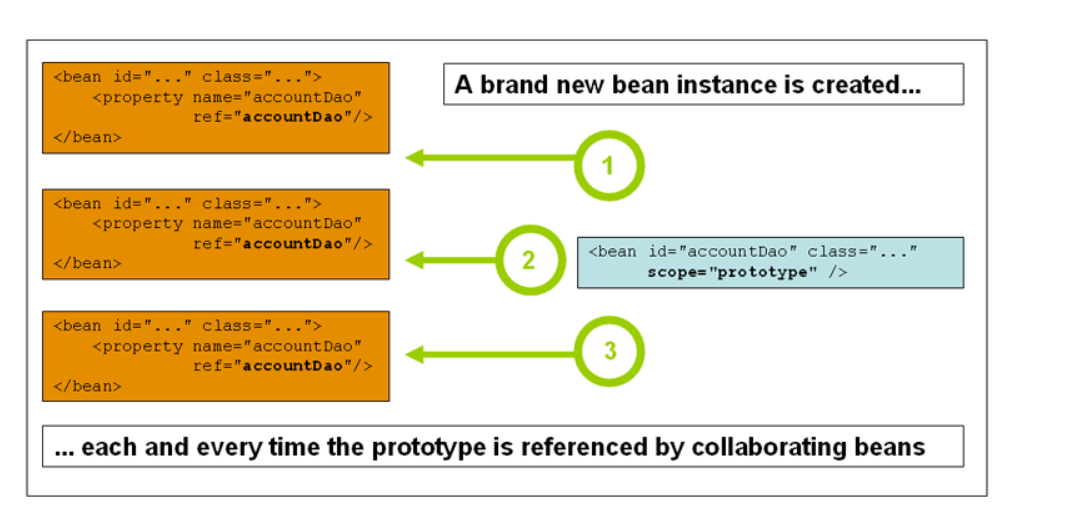 <bean id="..." class="...">
<property name="accountDao"
ref="accountDao"/>
</bean>
A brand new bean instance is created...
1
<bean id="..." class="...">
<property name="accountDao"
ref="accountDao"/>
</bean>
2
<bean id="accountDao" class="..."
scope="prototype" />
<bean id="..." class="...">
<property name="accountDao"
ref="accountDao"/>
</bean>
3
... each and every time the prototype is referenced by collaborating beans